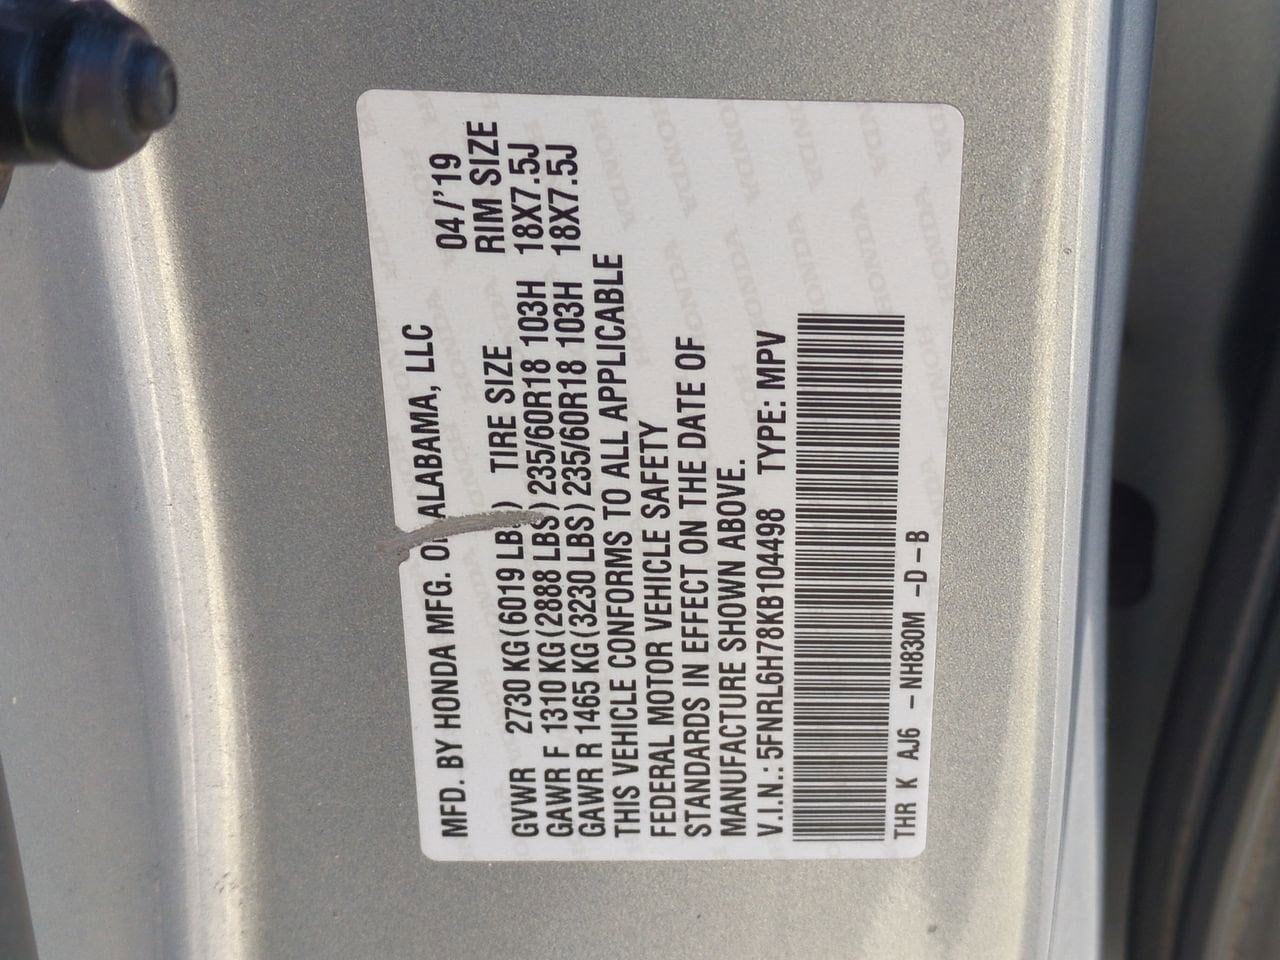 MFD. BY HONDA MFG. OF ALABAMA, LLC 04/'19
GVWR 2730 KG(6019 LBS) TIRE SIZE RIM SIZE
GAWR F 1310 KG(2888 LBS) 235/60R18 103H 18X7.5J
GAWR R 1465 KG(3230 LBS) 235/60R18 103H 18X7.5J
THIS VEHICLE CONFORMS TO ALL APPLICABLE
FEDERAL MOTOR VEHICLE SAFETY
STANDARDS IN EFFECT ON THE DATE OF
MANUFACTURE SHOWN ABOVE.
V.I.N.: 5FNRL6H78KB104498 TYPE: MPV
THR K AJ6 - NH830M - D - B